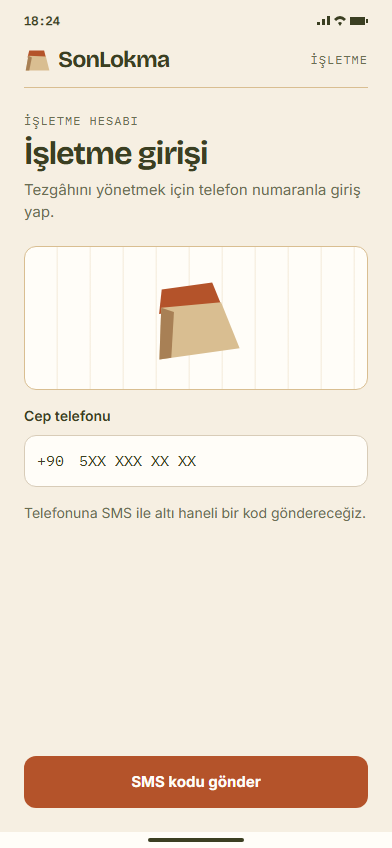 18:24
SonLokma
İŞLETME
İŞLETME HESABI
İşletme girişi
Tezgâhını yönetmek için telefon numaranla giriş
yap.
Cep telefonu
+90 5XX XXX XX XX
Telefonuna SMS ile altı haneli bir kod göndereceğiz.
SMS kodu gönder